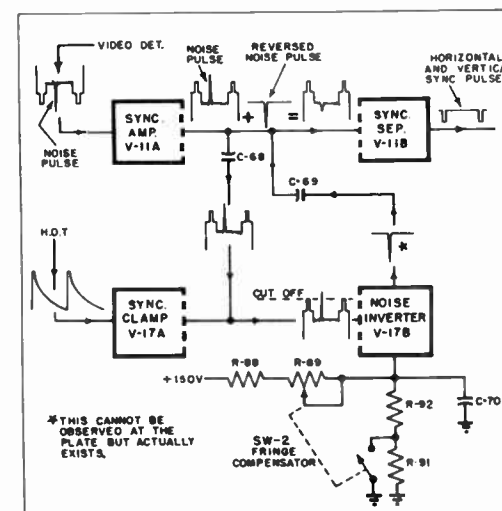 VIDEO DET.
NOISE
PULSE
REVERSED
NOISE PULSE
HORIZONTAL
AND VERTICA
SYNC PULSE
+
=
NOISE
PULSE
SYNC.
AMP.
V-11A
SYNC.
SEP.
V-11B
C-68
C-69
H.D.T
*
SYNC.
CLAMP
V-17A
CUT OFF
NOISE
INVERTER
V-17B
+150V
R-88
R-89
R-92
C-70
*THIS CANNOT BE
OBSERVED AT THE
PLATE BUT ACTUALLY
EXISTS.
SW-2
FRINGE
COMPENSATOR
R-91